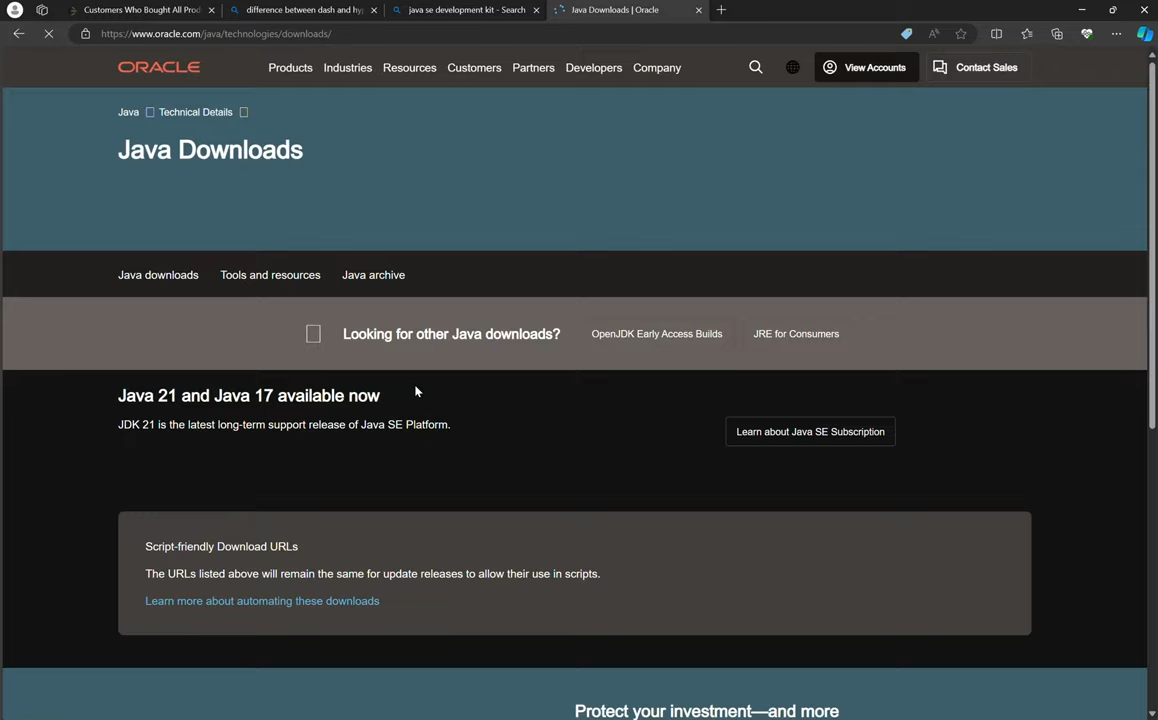 Customers Who Bought All Prod
difference between dash and hy
java se development kit - Search
Java Downloads | Oracle
https://www.oracle.com/java/technologies/downloads/
ORACLE
Products
Industries
Resources
Customers
Partners
Developers
Company
View Accounts
Contact Sales
Java
Technical Details
Java Downloads
Java downloads
Tools and resources
Java archive
Looking for other Java downloads?
OpenJDK Early Access Builds
JRE for Consumers
Java 21 and Java 17 available now
JDK 21 is the latest long-term support release of Java SE Platform.
Learn about Java SE Subscription
Script-friendly Download URLs
The URLs listed above will remain the same for update releases to allow their use in scripts.
Learn more about automating these downloads
Protect your investment—and more